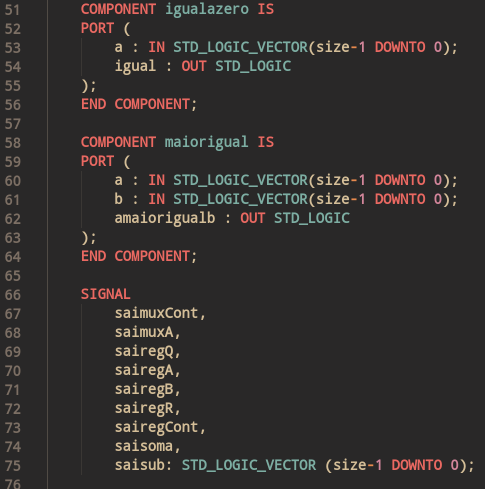 51 COMPONENT igualazero IS
52 PORT (
53 a : IN STD_LOGIC_VECTOR(size-1 DOWNTO 0);
54 igual : OUT STD_LOGIC
55 );
56 END COMPONENT;
57
58 COMPONENT maiorigual IS
59 PORT (
60 a : IN STD_LOGIC_VECTOR(size-1 DOWNTO 0);
61 b : IN STD_LOGIC_VECTOR(size-1 DOWNTO 0);
62 amaiorigualb : OUT STD_LOGIC
63 );
64 END COMPONENT;
65
66 SIGNAL
67 saimuxCont,
68 saimuxA,
69 sairegQ,
70 sairegA,
71 sairegB,
72 sairegR,
73 sairegCont,
74 saisoma,
75 saisub: STD_LOGIC_VECTOR (size-1 DOWNTO 0);
76